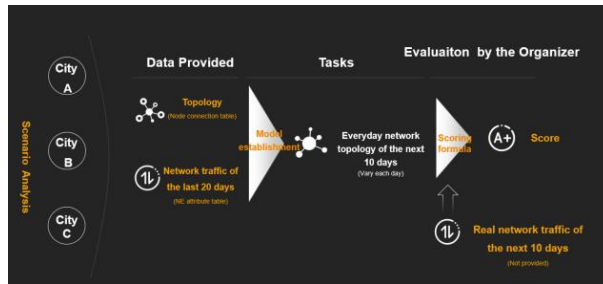 Scenario Analysis
City
A
City
B
City
C
Data Provided
Topology
(Node connection table)
Network traffic of
the last 20 days
(NE attribute table)
Model
establishment
Tasks
Everyday network
topology of the next
10 days
(Vary each day)
Evaluaiton by the Organizer
Scoring
formula
A+
Score
Real network traffic of
the next 10 days
(Not provided)